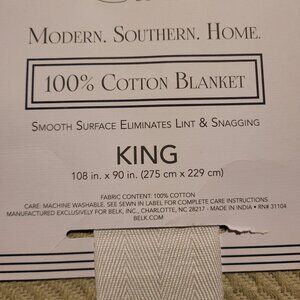 MODERN. SOUTHERN. HOME.
100% COTTON BLANKET
SMOOTH SURFACE ELIMINATES LINT & SNAGGING
KING
108 in. x 90 in. (275 cm x 229 cm)
FABRIC CONTENT: 100% COTTON
CARE: MACHINE WASHABLE. SEE SEWN IN LABEL FOR COMPLETE CARE INSTRUCTIONS.
MANUFACTURED EXCLUSIVELY FOR BELK, INC., CHARLOTTE, NC 28217 - MADE IN INDIA • RN# 31104
BELK.COM